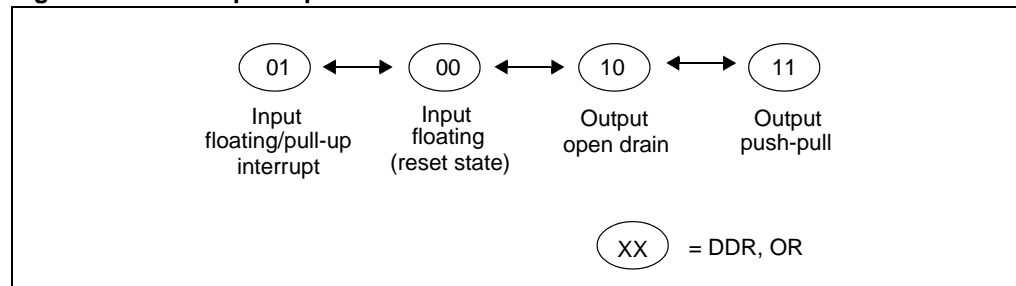 01
00
10
11
Input
floating/pull-up
interrupt
Input
floating
(reset state)
Output
open drain
Output
push-pull
XX
= DDR, OR